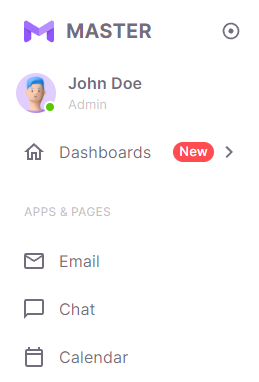 MASTER
John Doe
Admin
Dashboards New
APPS & PAGES
Email
Chat
Calendar